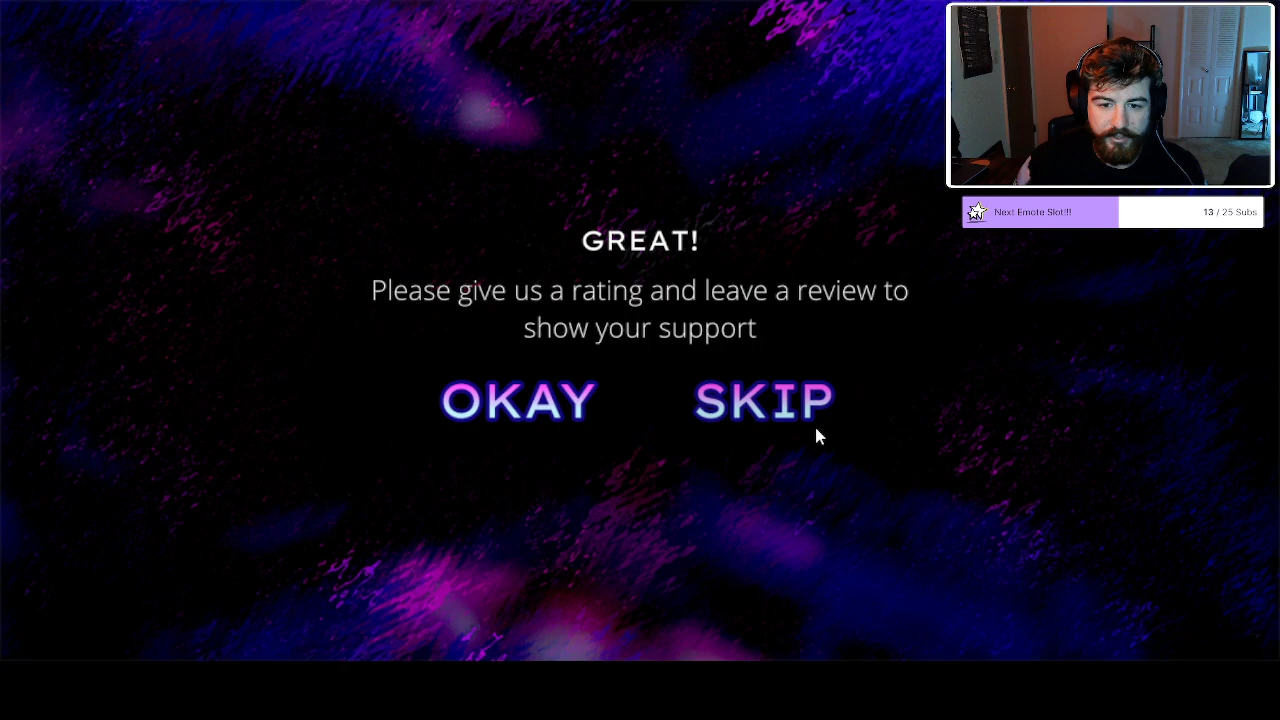 Next Emote Slot!!!
13 / 25 Subs
GREAT!
Please give us a rating and leave a review to
show your support
OKAY
SKIP